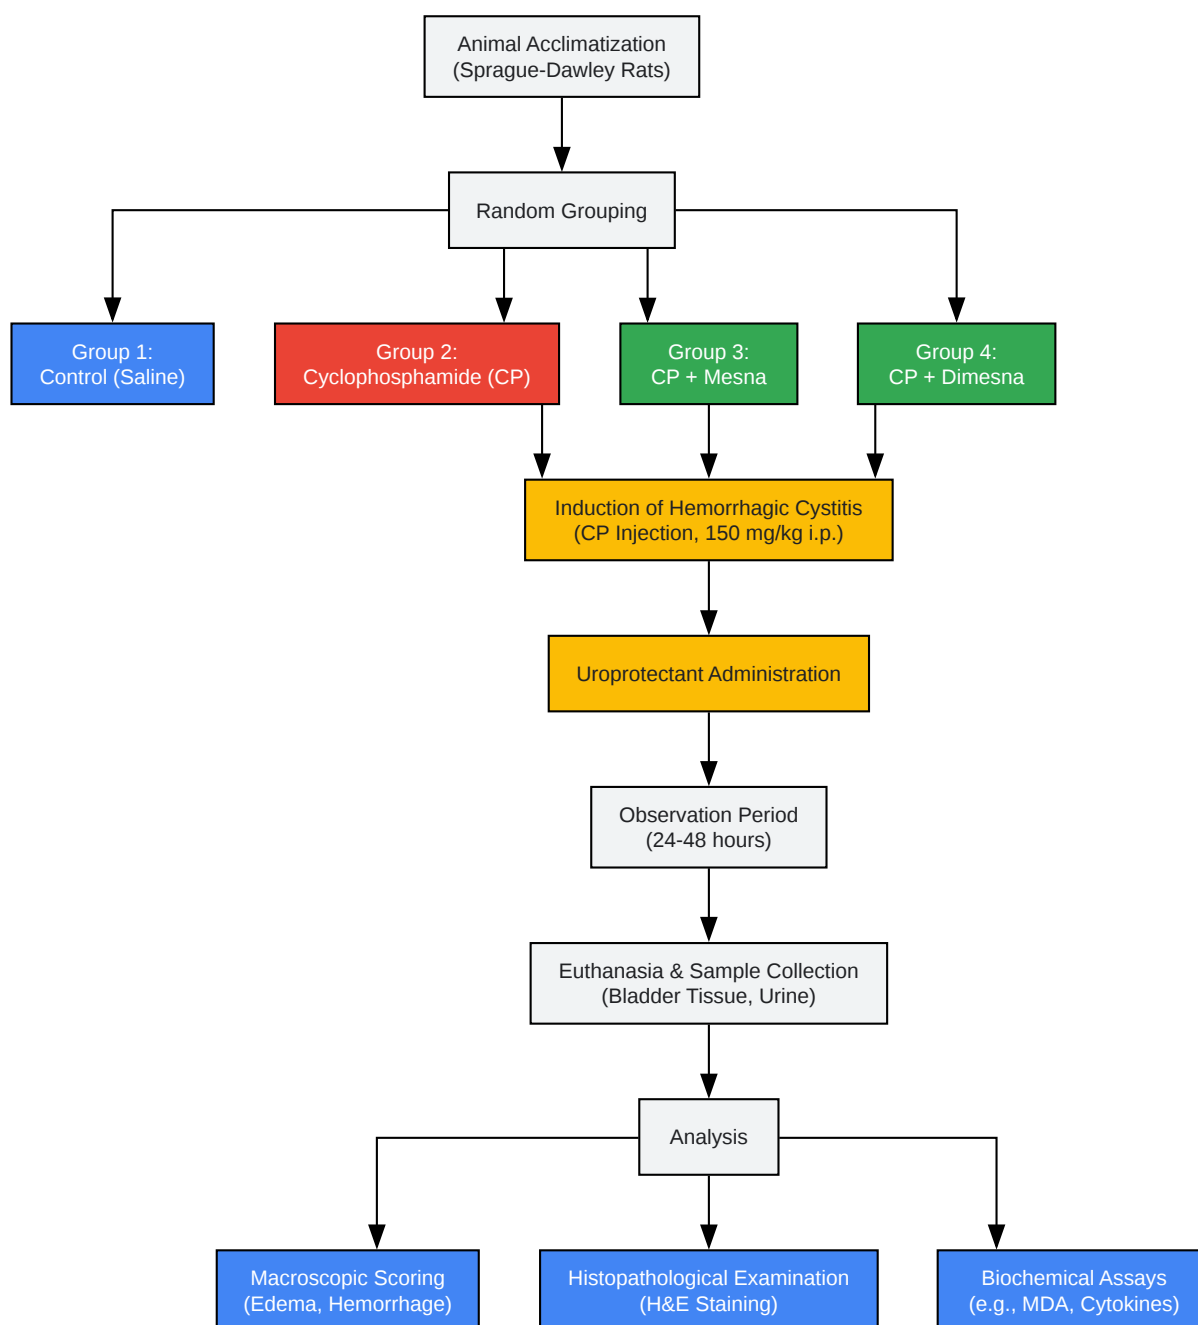 Animal Acclimatization
(Sprague-Dawley Rats)
Random Grouping
Group 1:
Control (Saline)
Group 2:
Cyclophosphamide (CP)
Group 3:
CP + Mesna
Group 4:
CP + Dimesna
Induction of Hemorrhagic Cystitis
(CP Injection, 150 mg/kg i.p.)
Uroprotectant Administration
Observation Period
(24-48 hours)
Euthanasia & Sample Collection
(Bladder Tissue, Urine)
Analysis
Macroscopic Scoring
(Edema, Hemorrhage)
Histopathological Examination
(H&E Staining)
Biochemical Assays
(e.g., MDA, Cytokines)